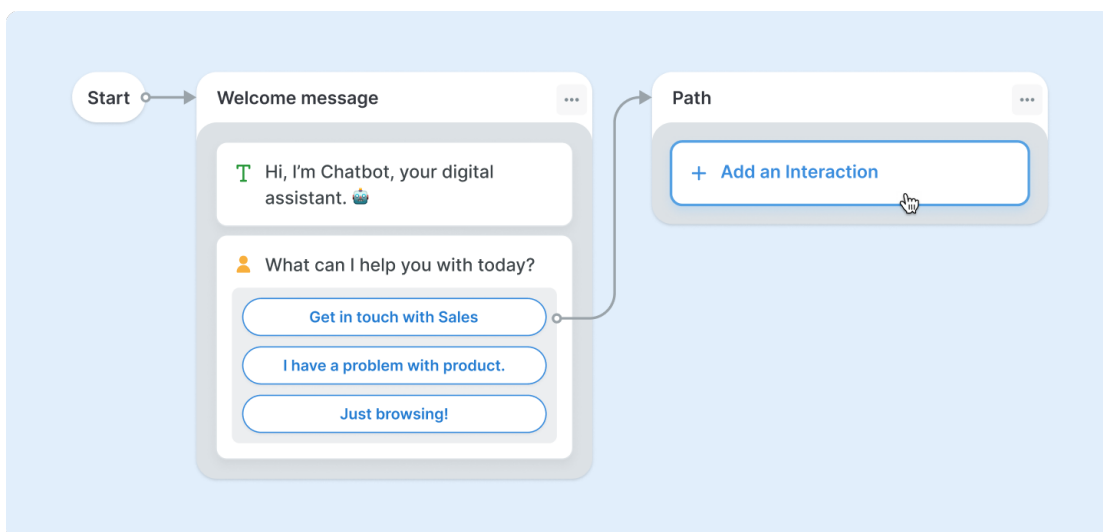 Start
Welcome message
Hi, I’m Chatbot, your digital
assistant. 🤖
What can I help you with today?
Get in touch with Sales
I have a problem with product.
Just browsing!
Path
+ Add an Interaction